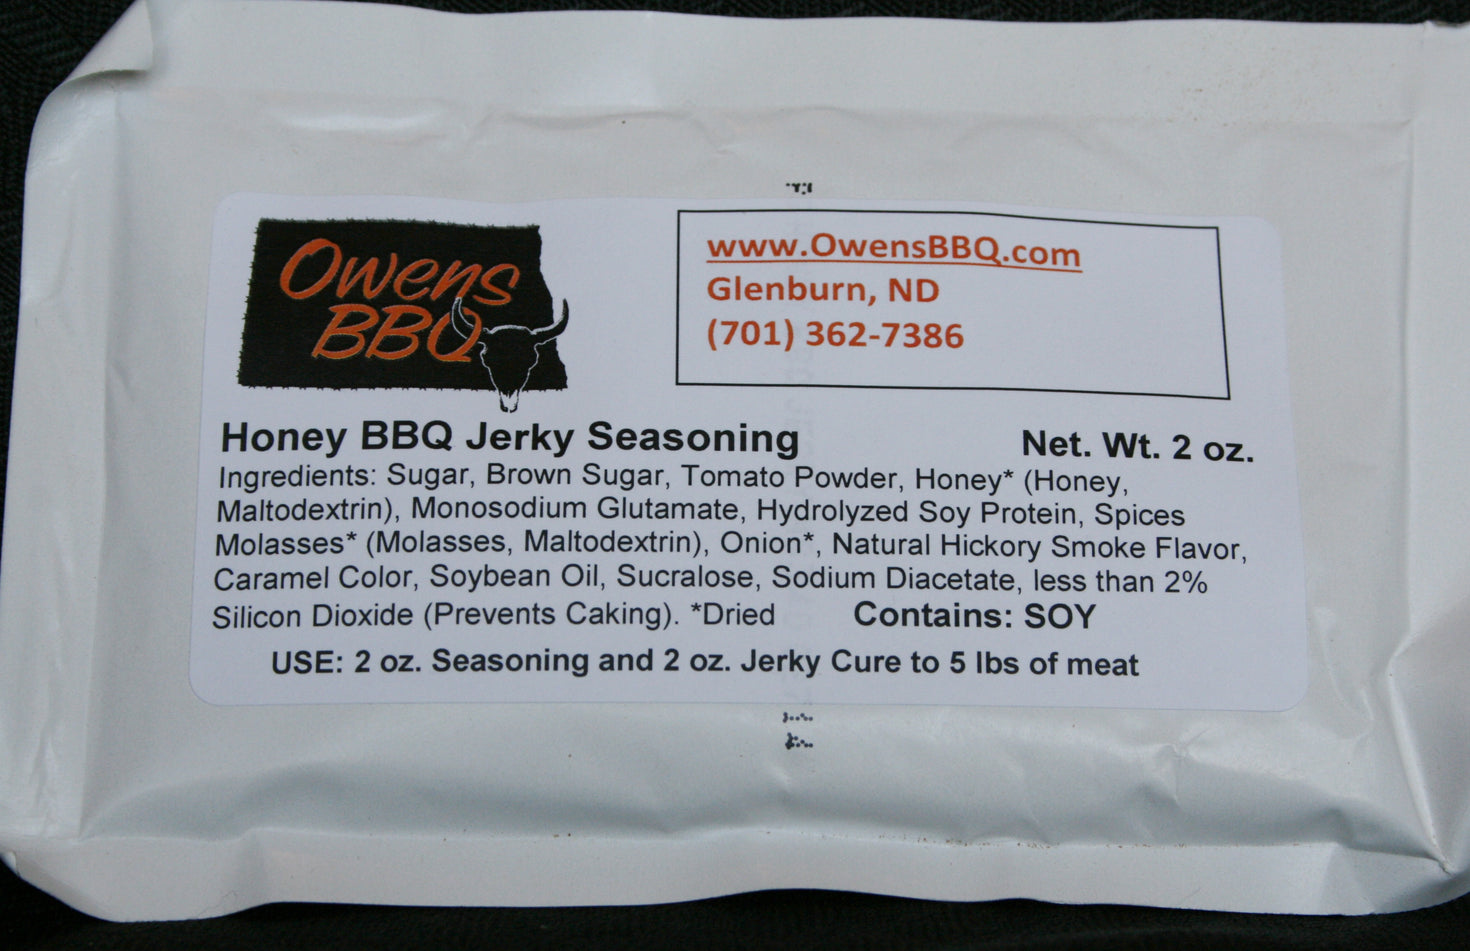 Owens
BBQ
www.OwensBBQ.com
Glenburn, ND
(701) 362-7386
Honey BBQ Jerky Seasoning
Net. Wt. 2 oz.
Ingredients: Sugar, Brown Sugar, Tomato Powder, Honey* (Honey,
Maltodextrin), Monosodium Glutamate, Hydrolyzed Soy Protein, Spices
Molasses* (Molasses, Maltodextrin), Onion*, Natural Hickory Smoke Flavor,
Caramel Color, Soybean Oil, Sucralose, Sodium Diacetate, less than 2%
Silicon Dioxide (Prevents Caking). *Dried Contains: SOY
USE: 2 oz. Seasoning and 2 oz. Jerky Cure to 5 lbs of meat